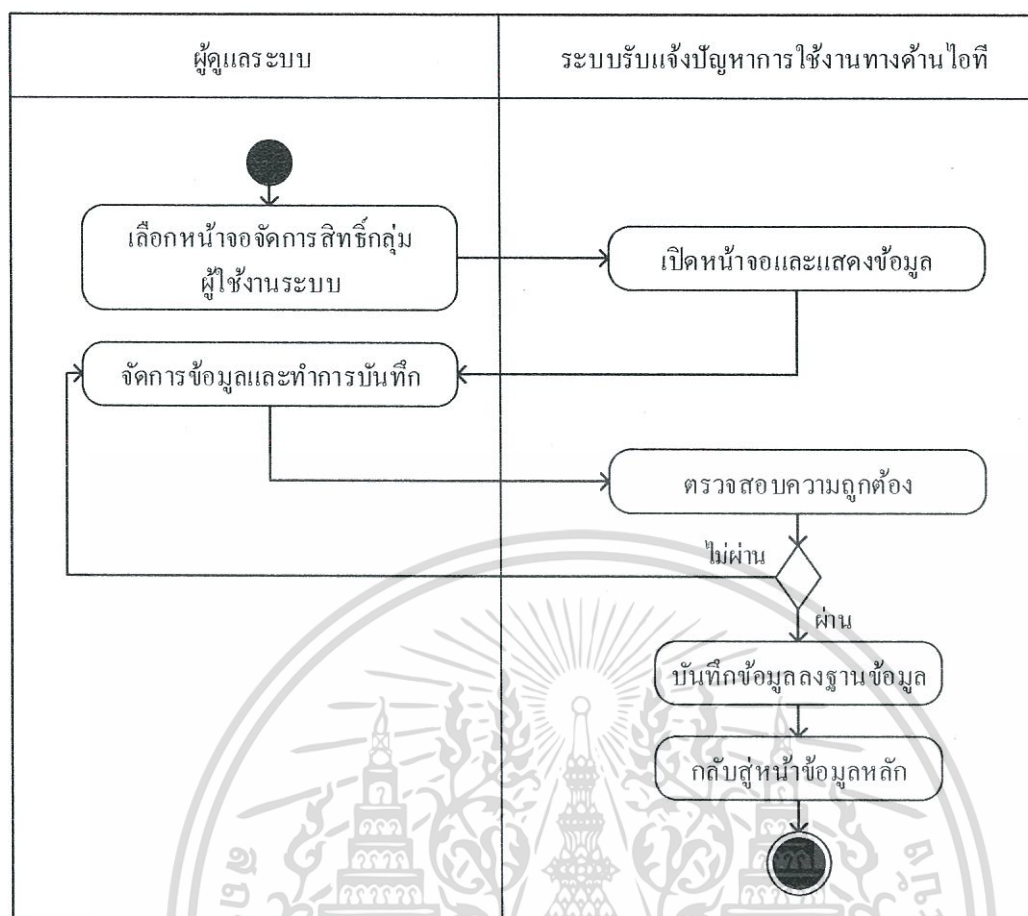 ผู้ดูแลระบบ
ระบบรับแจ้งปัญหาการใช้งานทางด้านไอที
เลือกหน้าจอจัดการสิทธิ์กลุ่ม
ผู้ใช้งานระบบ
เปิดหน้าจอและแสดงข้อมูล
จัดการข้อมูลและทำการบันทึก
ตรวจสอบความถูกต้อง
ไม่ผ่าน
ผ่าน
บันทึกข้อมูลลงฐานข้อมูล
กลับสู่หน้าข้อมูลหลัก